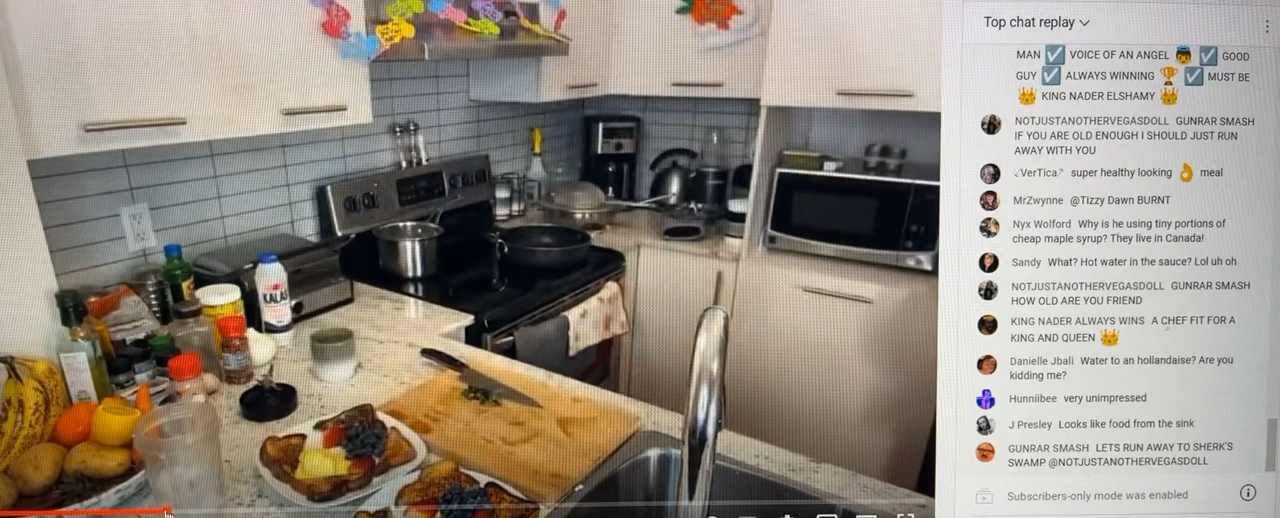 Top chat replay
MAN ☑ VOICE OF AN ANGEL 👼 ☑ GOOD
GUY ☑ ALWAYS WINNING 🏆 ☑ MUST BE
👑 KING NADER ELSHAMY 👑
NOTJUSTANOTHERVEGASDOLL GUNRAR SMASH
IF YOU ARE OLD ENOUGH I SHOULD JUST RUN
AWAY WITH YOU
VerTica super healthy looking 👌 meal
MrZwynne @Tizzy Dawn BURNT
Nyx Wolford Why is he using tiny portions of
cheap maple syrup? They live in Canada!
Sandy What? Hot water in the sauce? Lol uh oh
NOTJUSTANOTHERVEGASDOLL GUNRAR SMASH
HOW OLD ARE YOU FRIEND
KING NADER ALWAYS WINS A CHEF FIT FOR A
KING AND QUEEN 👑
Danielle Jbali Water to an hollandaise? Are you
kidding me?
Hunniibee very unimpressed
J Presley Looks like food from the sink
GUNRAR SMASH LETS RUN AWAY TO SHERK'S
SWAMP @NOTJUSTANOTHERVEGASDOLL
Subscribers-only mode was enabled
KALAS